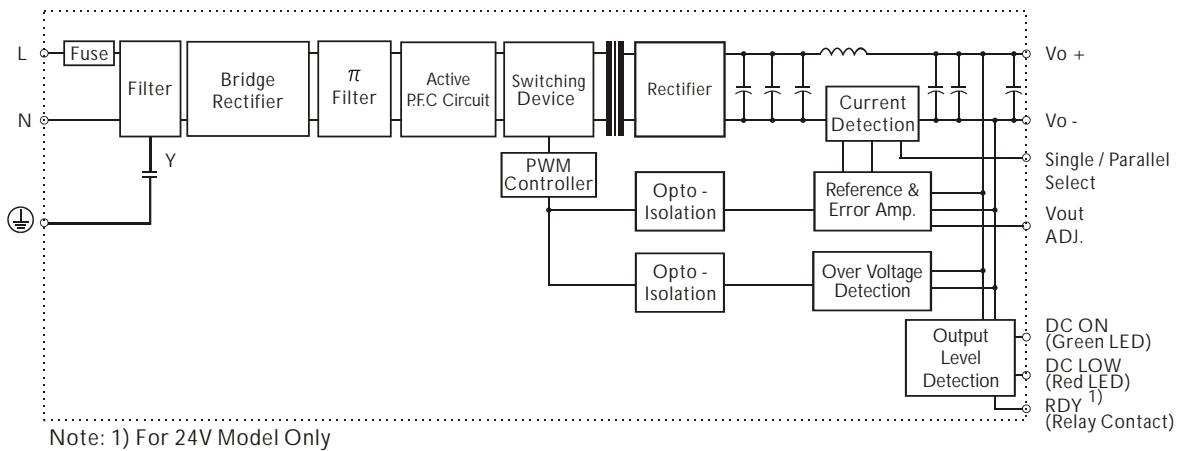 L
Fuse
Filter
Bridge
Rectifier
π
Filter
Active
P.F.C Circuit
Switching
Device
Rectifier
Current
Detection
Vo +
N
Vo -
Y
PWM
Controller
Opto -
Isolation
Reference &
Error Amp.
Single / Parallel
Select
Vout
ADJ.
Opto -
Isolation
Over Voltage
Detection
Output
Level
Detection
DC ON
(Green LED)
DC LOW
(Red LED)
RDY 1)
(Relay Contact)
Note: 1) For 24V Model Only